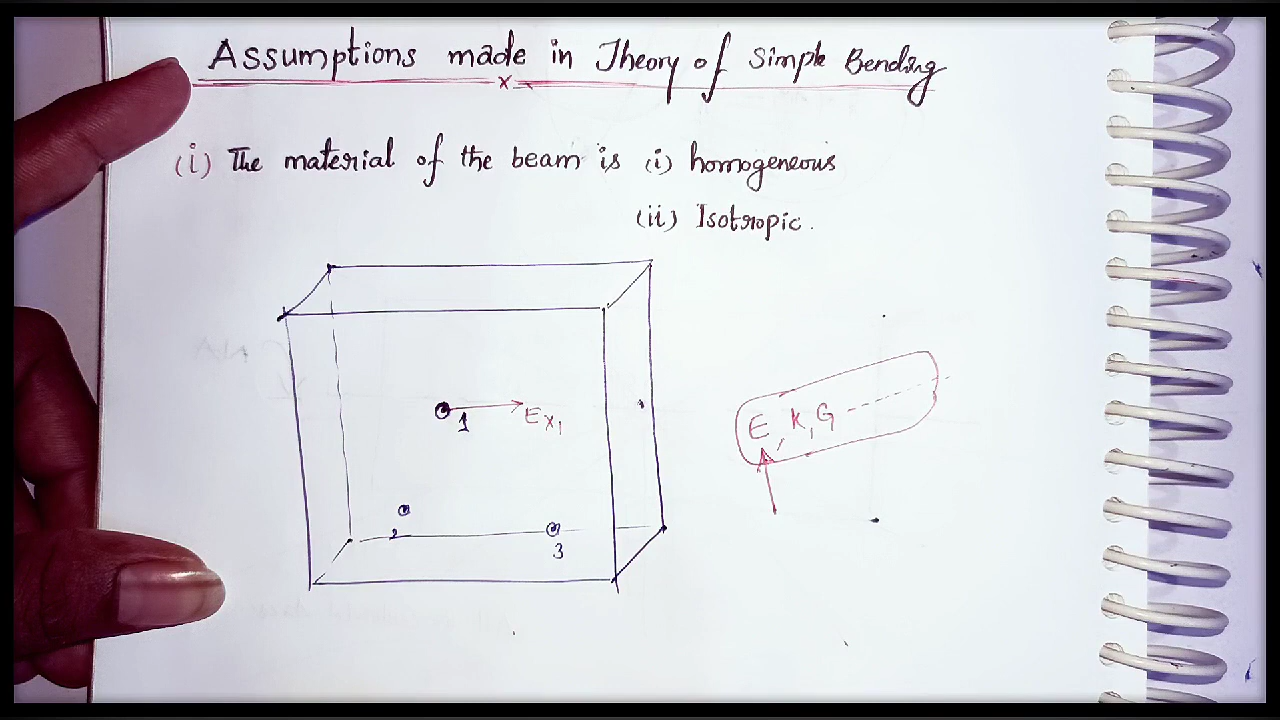 Assumptions made in Theory of Simple Bending
x
(i) The material of the beam is (i) homogeneous
(ii) Isotropic.
1
Ex1
E, K, G
2
3